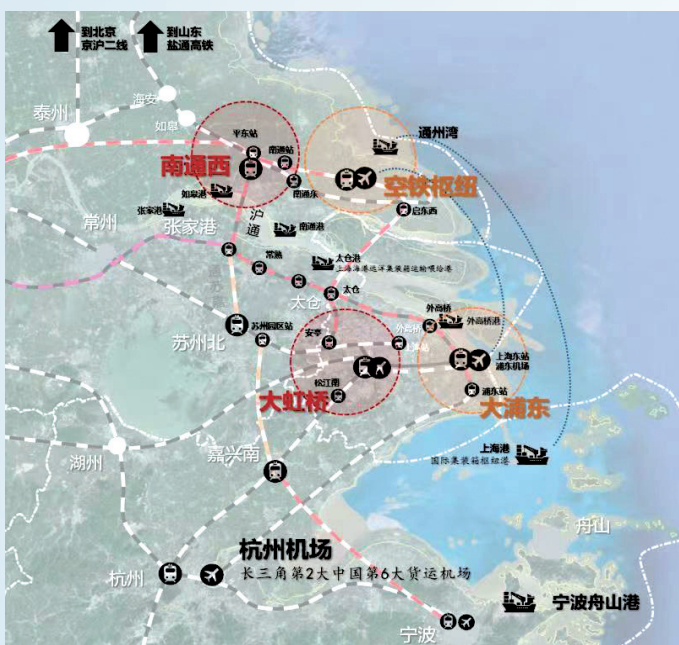 到北京
京沪二线
到山东
盐通高铁
海安
泰州
如皋
平东站
通州湾
南通站
南通西
空铁枢纽
南通东
如皋港
张家港
启东西
沪通
张家港
常州
南通港
常熟
太仓港
上海海港远洋集装箱运输喂给港
太仓
太仓
外高桥
外高桥港
苏州北
苏州园区站
安亭
外高桥
上海东站
浦东机场
松江南
浦东站
大虹桥
大浦东
上海港
国际集装箱枢纽港
湖州
嘉兴南
舟山
杭州机场
长三角第2大中国第6大货运机场
杭州
宁波舟山港
宁波